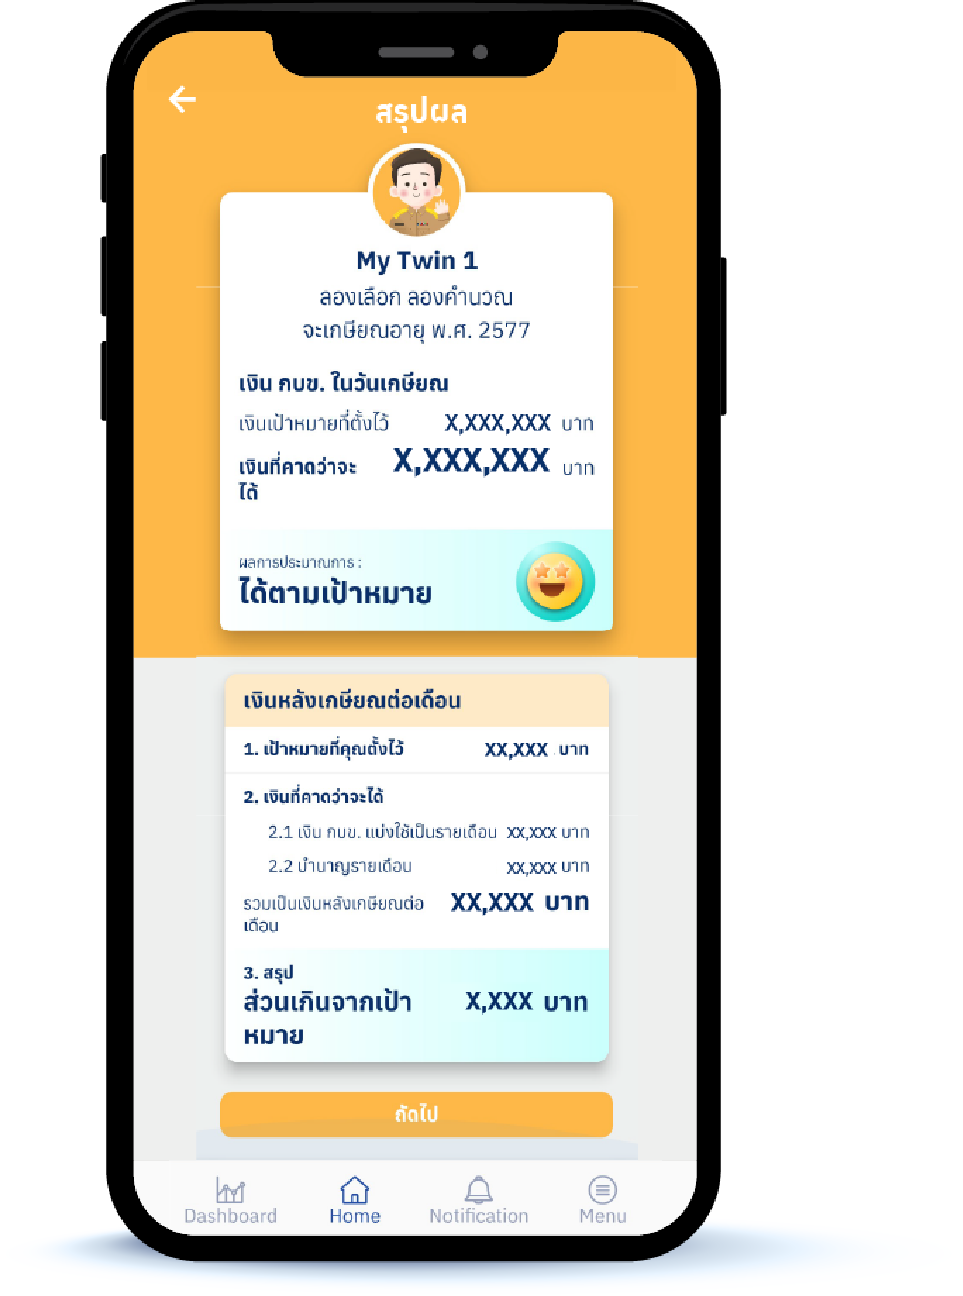 สรุปผล
My Twin 1
ลองเลือก ลองคำนวณ
จะเกษียณอายุ พ.ศ. 2577
เงิน กบข. ในวันเกษียณ
เงินเป้าหมายที่ตั้งไว้ X,XXX,XXX บาท
เงินที่คาดว่าจะ X,XXX,XXX บาท
ได้
ผลการประมาณการ :
ได้ตามเป้าหมาย
เงินหลังเกษียณต่อเดือน
1. เป้าหมายที่คุณตั้งไว้ XX,XXX บาท
2. เงินที่คาดว่าจะได้
2.1 เงิน กบข. แบ่งใช้เป็นรายเดือน XX,XXX บาท
2.2 บำนาญรายเดือน XX,XXX บาท
รวมเป็นเงินหลังเกษียณต่อ XX,XXX บาท
เดือน
3. สรุป
ส่วนเกินจากเป้า X,XXX บาท
หมาย
ถัดไป
Dashboard Home Notification Menu